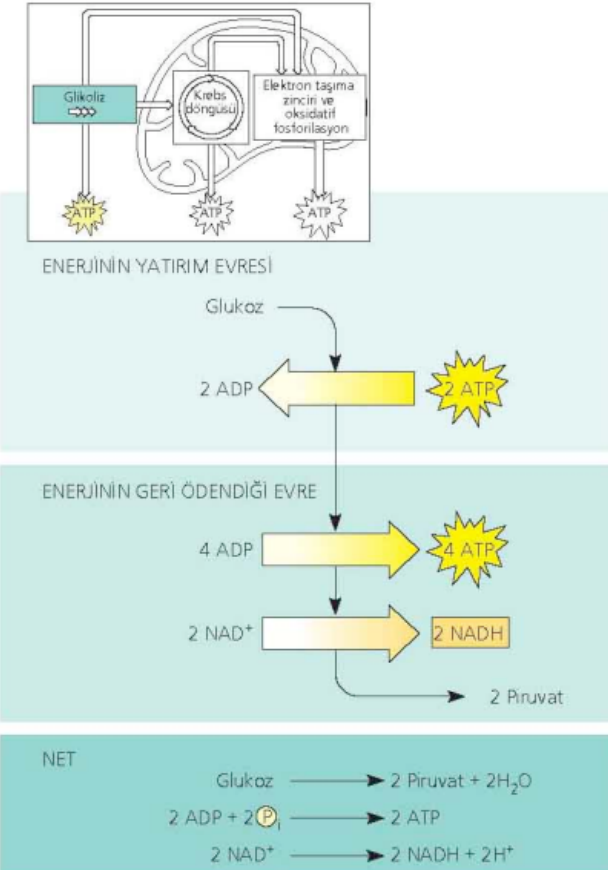 Glikoliz
Krebs
döngüsü
Elektron taşıma
zinciri ve
oksidatif
fosforilasyon
ATP
ATP
ATP
ENERJİNİN YATIRIM EVRESİ
Glukoz
2 ADP
2 ATP
ENERJİNİN GERİ ÖDENDİĞİ EVRE
4 ADP
4 ATP
2 NAD⁺
2 NADH
2 Piruvat
NET
Glukoz → 2 Piruvat + 2H₂O
2 ADP + 2 Pᵢ → 2 ATP
2 NAD⁺ → 2 NADH + 2H⁺